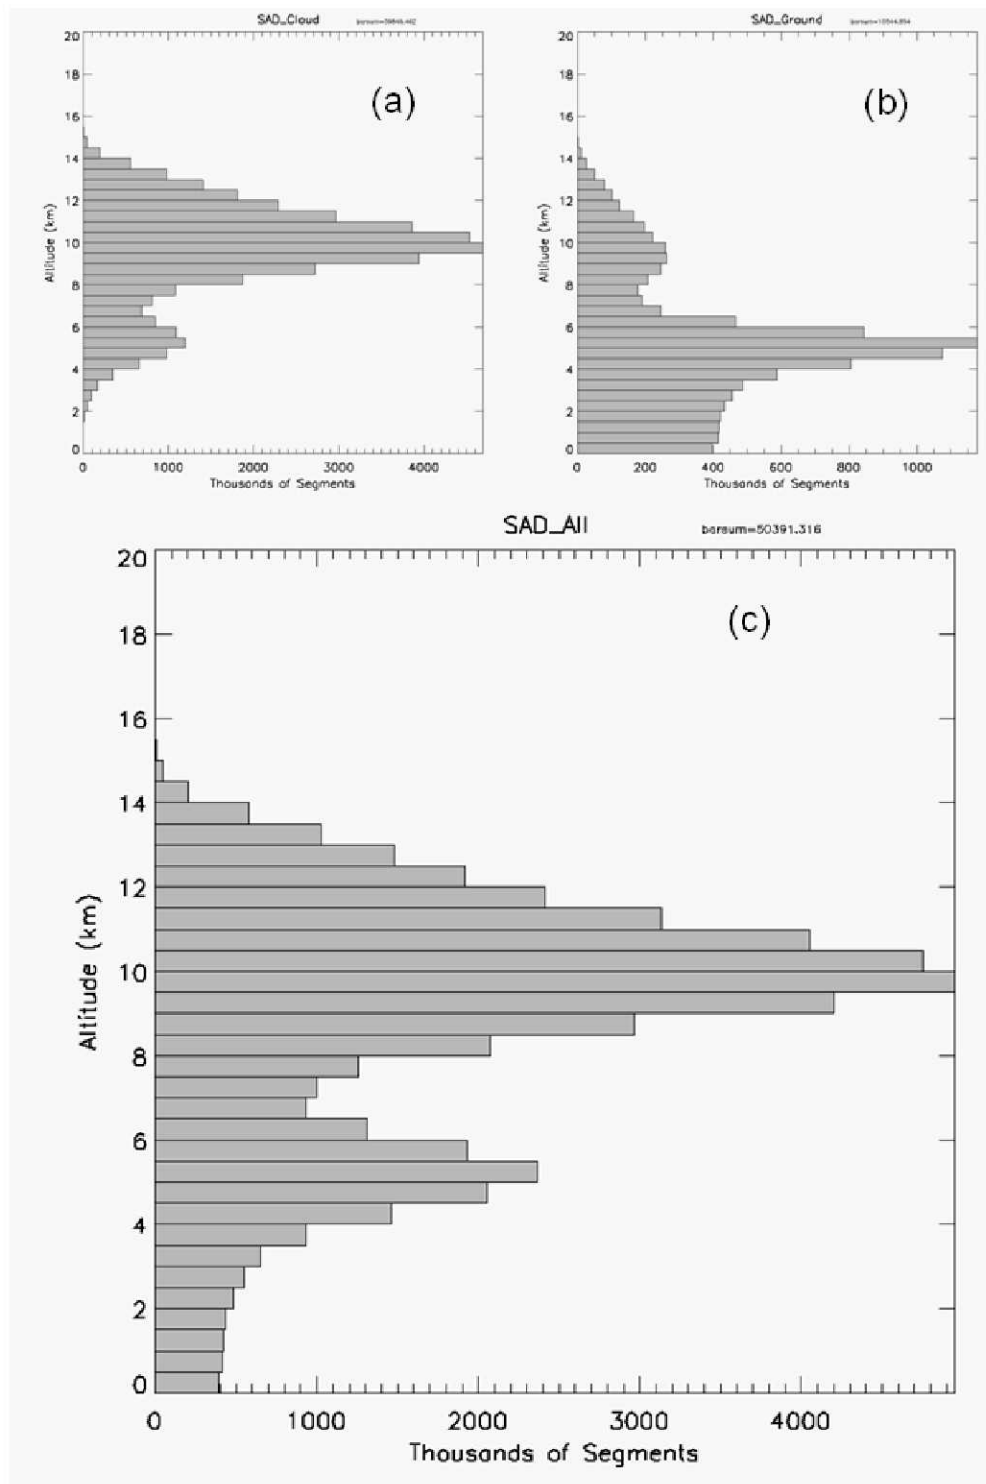 SAD_Cloud
SAD_Ground
20
18
16
14
12
10
8
6
4
2
0
Altitude (km)
(a)
0 1000 2000 3000 4000
Thousands of Segments
20
18
16
14
12
10
8
6
4
2
0
Altitude (km)
(b)
0 200 400 600 800 1000
Thousands of Segments
SAD_All barsum=50391.316
20
18
16
14
12
10
8
6
4
2
0
Altitude (km)
(c)
0 1000 2000 3000 4000
Thousands of Segments